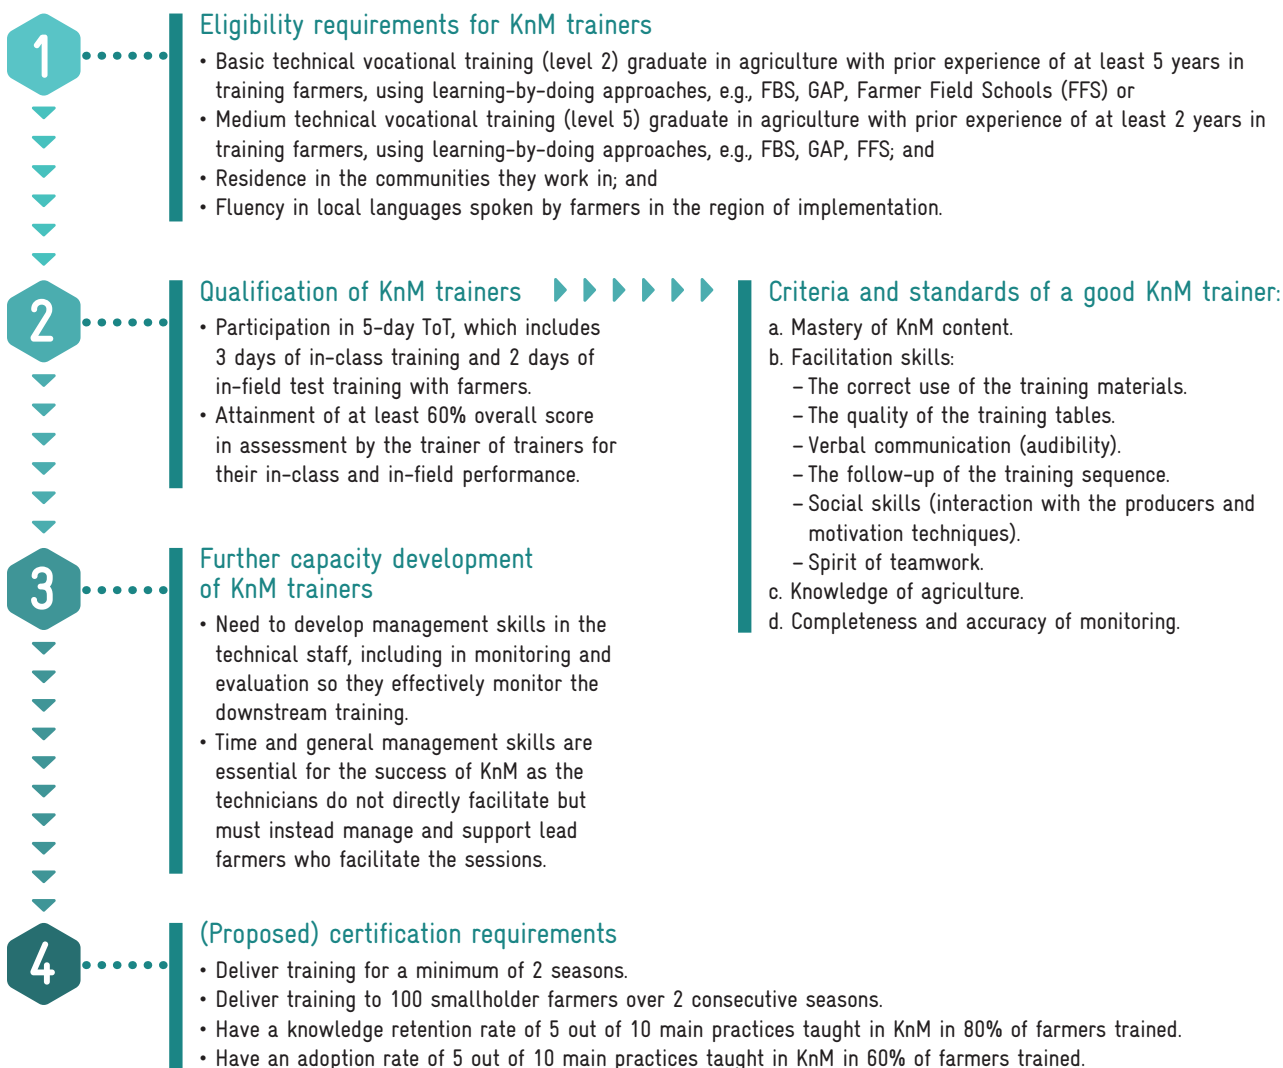 1
Eligibility requirements for KnM trainers
• Basic technical vocational training (level 2) graduate in agriculture with prior experience of at least 5 years in
training farmers, using learning-by-doing approaches, e.g., FBS, GAP, Farmer Field Schools (FFS) or
• Medium technical vocational training (level 5) graduate in agriculture with prior experience of at least 2 years in
training farmers, using learning-by-doing approaches, e.g., FBS, GAP, FFS; and
• Residence in the communities they work in; and
• Fluency in local languages spoken by farmers in the region of implementation.
2
Qualification of KnM trainers
• Participation in 5-day ToT, which includes
3 days of in-class training and 2 days of
in-field test training with farmers.
• Attainment of at least 60% overall score
in assessment by the trainer of trainers for
their in-class and in-field performance.
Criteria and standards of a good KnM trainer:
a. Mastery of KnM content.
b. Facilitation skills:
– The correct use of the training materials.
– The quality of the training tables.
– Verbal communication (audibility).
– The follow-up of the training sequence.
– Social skills (interaction with the producers and
motivation techniques).
– Spirit of teamwork.
c. Knowledge of agriculture.
d. Completeness and accuracy of monitoring.
3
Further capacity development
of KnM trainers
• Need to develop management skills in the
technical staff, including in monitoring and
evaluation so they effectively monitor the
downstream training.
• Time and general management skills are
essential for the success of KnM as the
technicians do not directly facilitate but
must instead manage and support lead
farmers who facilitate the sessions.
4
(Proposed) certification requirements
• Deliver training for a minimum of 2 seasons.
• Deliver training to 100 smallholder farmers over 2 consecutive seasons.
• Have a knowledge retention rate of 5 out of 10 main practices taught in KnM in 80% of farmers trained.
• Have an adoption rate of 5 out of 10 main practices taught in KnM in 60% of farmers trained.